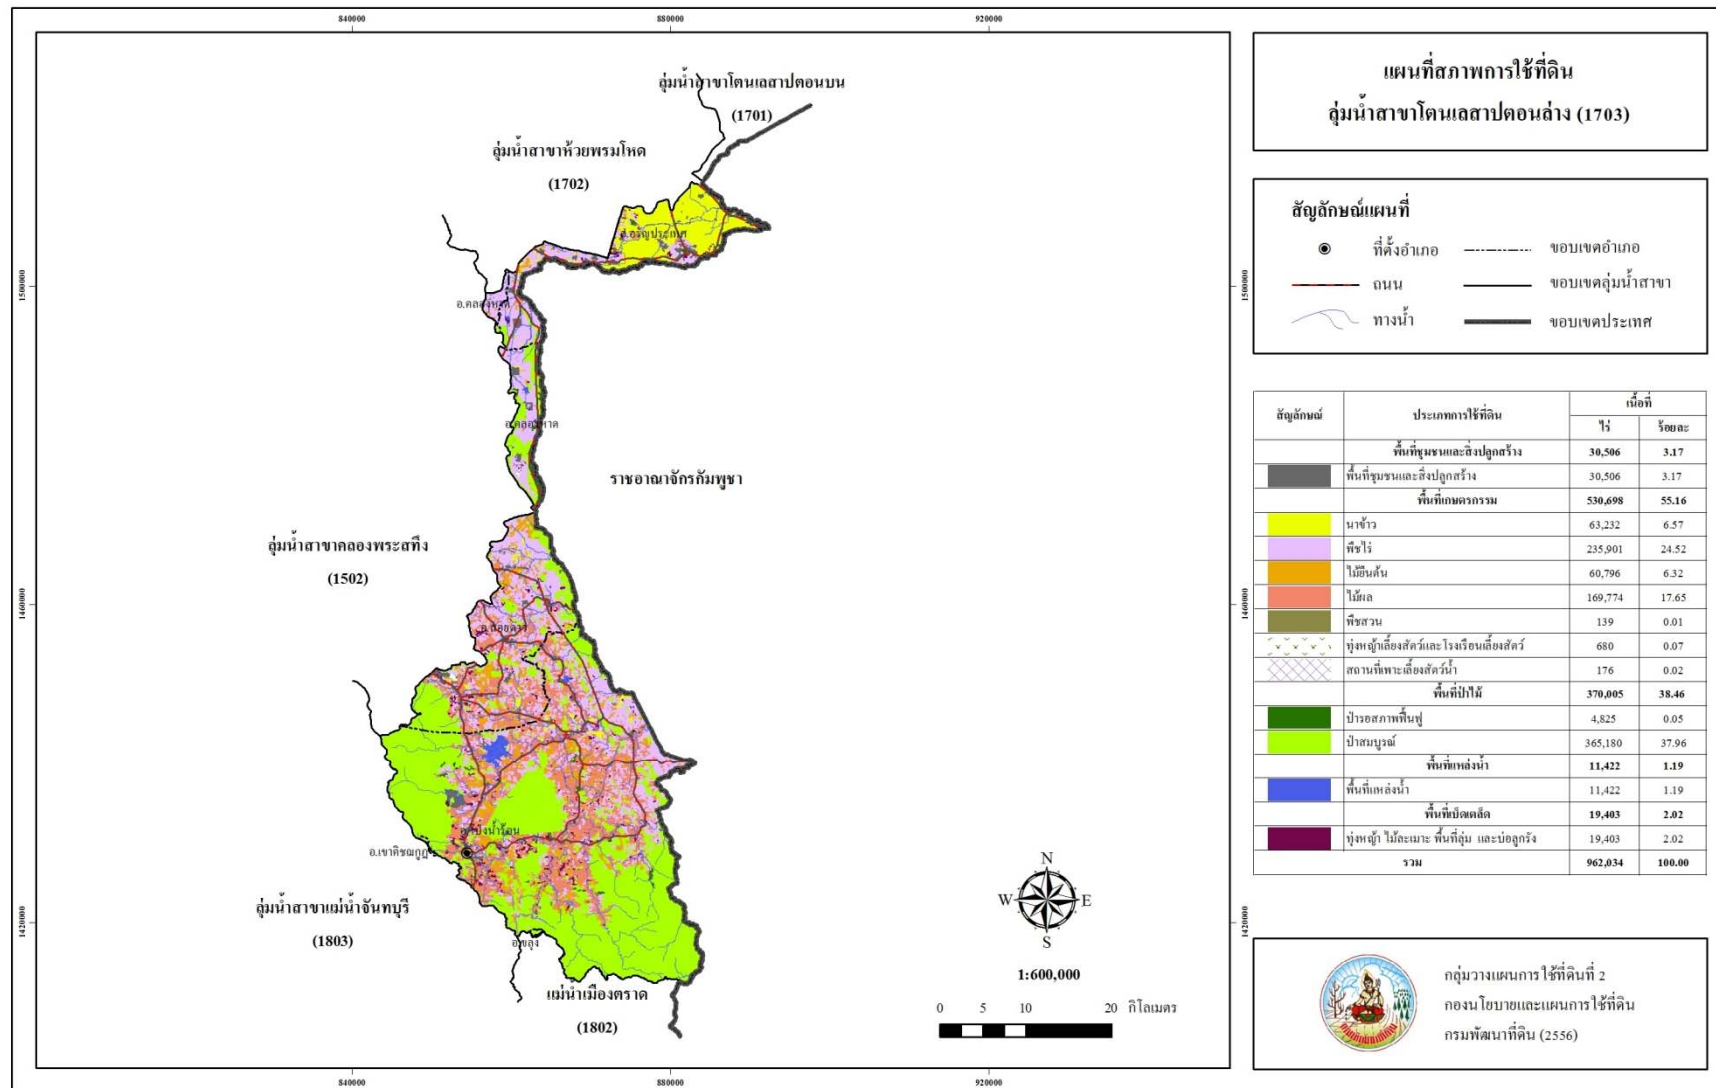 840000 880000 920000
ลุ่มน้ำสาขาโตนเลสาปตอนบน
(1701)
ลุ่มน้ำสาขาห้วยพรมโหด
(1702)
อ.อรัญประเทศ
1500000 1500000
อ.คลองหาด
อ.คลองหาด
ราชอาณาจักรกัมพูชา
ลุ่มน้ำสาขาคลองพระสทึง
(1502)
1460000 1460000
อ.สอยดาว
อ.โป่งน้ำร้อน
อ.เขาคิชฌกูฏ
ลุ่มน้ำสาขาแม่น้ำจันทบุรี
(1803)
1420000 1420000
อ.ขลุง
แม่น้ำเมืองตราด
(1802)
N
W E
S
1:600,000
0 5 10 20 กิโลเมตร
840000 880000 920000
แผนที่สภาพการใช้ที่ดิน
ลุ่มน้ำสาขาโตนเลสาปตอนล่าง (1703)
สัญลักษณ์แผนที่
ที่ตั้งอำเภอ ขอบเขตอำเภอ
ถนน ขอบเขตลุ่มน้ำสาขา
ทางน้ำ ขอบเขตประเทศ
สัญลักษณ์ ประเภทการใช้ที่ดิน เนื้อที่
ไร่ ร้อยละ
พื้นที่ชุมชนและสิ่งปลูกสร้าง 30,506 3.17
พื้นที่ชุมชนและสิ่งปลูกสร้าง 30,506 3.17
พื้นที่เกษตรกรรม 530,698 55.16
นาข้าว 63,232 6.57
พืชไร่ 235,901 24.52
ไม้ยืนต้น 60,796 6.32
ไม้ผล 169,774 17.65
พืชสวน 139 0.01
ทุ่งหญ้าเลี้ยงสัตว์และโรงเรือนเลี้ยงสัตว์ 680 0.07
สถานที่เพาะเลี้ยงสัตว์น้ำ 176 0.02
พื้นที่ป่าไม้ 370,005 38.46
ป่ารอสภาพฟื้นฟู 4,825 0.05
ป่าสมบูรณ์ 365,180 37.96
พื้นที่แหล่งน้ำ 11,422 1.19
พื้นที่แหล่งน้ำ 11,422 1.19
พื้นที่เบ็ดเตล็ด 19,403 2.02
ทุ่งหญ้า ไม้ละเมาะ พื้นที่ลุ่ม และบ่อลูกรัง 19,403 2.02
รวม 962,034 100.00
กลุ่มวางแผนการใช้ที่ดินที่ 2
กองนโยบายและแผนการใช้ที่ดิน
กรมพัฒนาที่ดิน (2556)